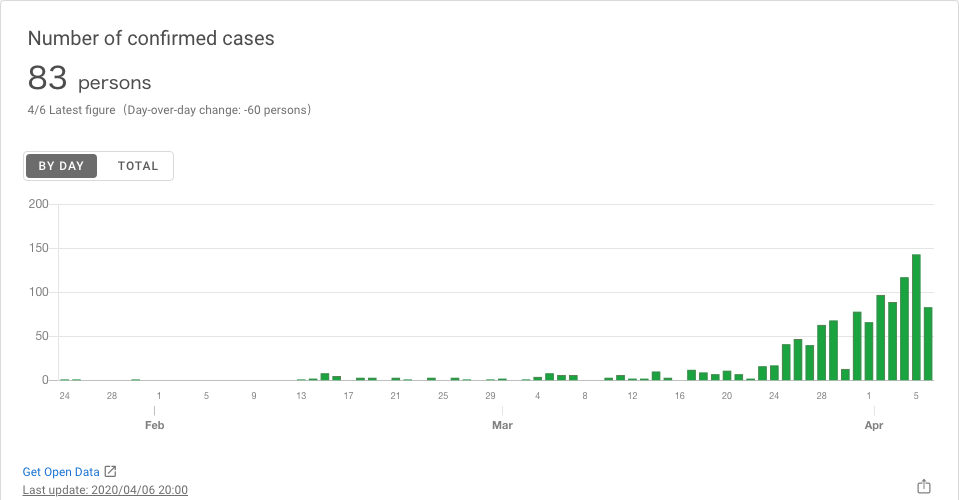 Number of confirmed cases
83 persons
4/6 Latest figure（Day-over-day change: -60 persons）
BY DAY TOTAL
200
150
100
50
0
24 28 1 5 9 13 17 21 25 29 4 8 12 16 20 24 28 1 5
Feb Mar Apr
Get Open Data
Last update: 2020/04/06 20:00